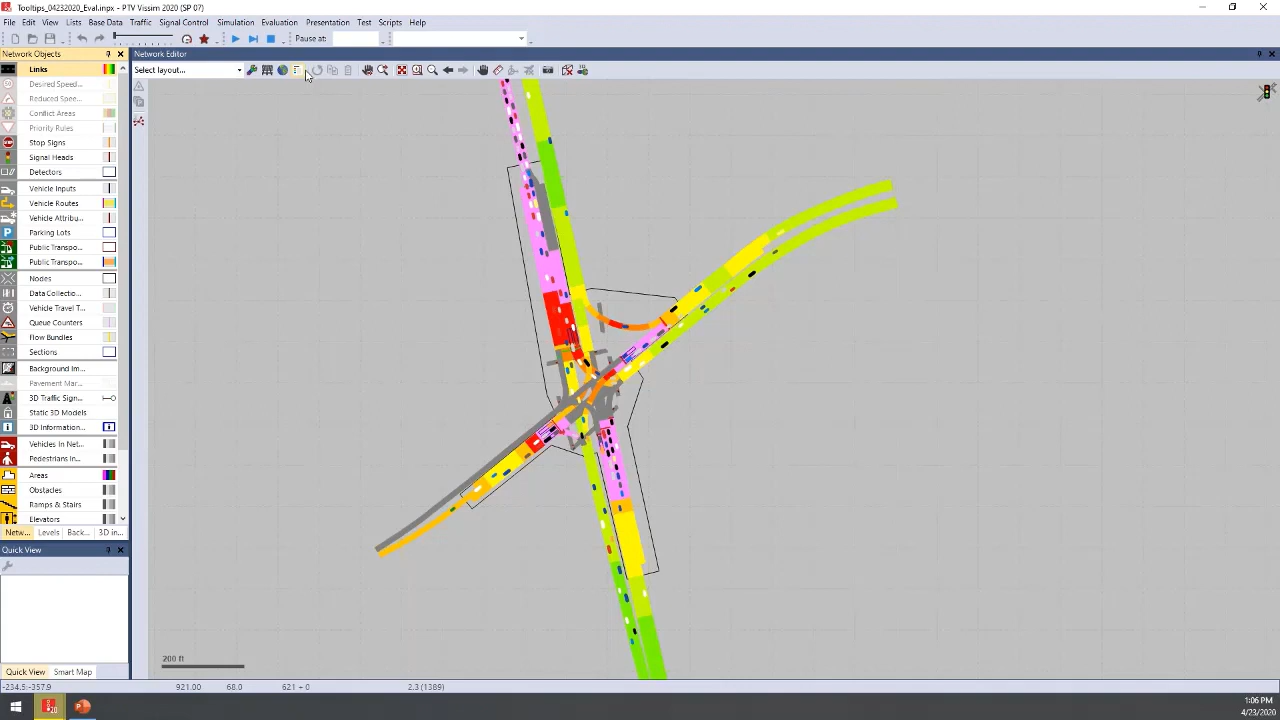 Tooltips_04232020_Eval.inpx - PTV Vissim 2020 (SP 07)
File Edit View Lists Base Data Traffic Signal Control Simulation Evaluation Presentation Test Scripts Help
Pause at:
Network Objects
Network Editor
Select layout...
Links
Desired Speed...
Reduced Spee...
Conflict Areas
Priority Rules
Stop Signs
Signal Heads
Detectors
Vehicle Inputs
Vehicle Routes
Vehicle Attribu...
Parking Lots
Public Transpo...
Public Transpo...
Nodes
Data Collectio...
Vehicle Travel T...
Queue Counters
Flow Bundles
Sections
Background Im...
Pavement Mar...
3D Traffic Sign...
Static 3D Models
3D Information...
Vehicles In Net...
Pedestrians In...
Areas
Obstacles
Ramps & Stairs
Elevators
Netw... Levels Back... 3D in...
Quick View
200 ft
Quick View Smart Map
-234.5:-357.9 921.00 68.0 621 + 0 2.3 (1389)
1:06 PM
4/23/2020